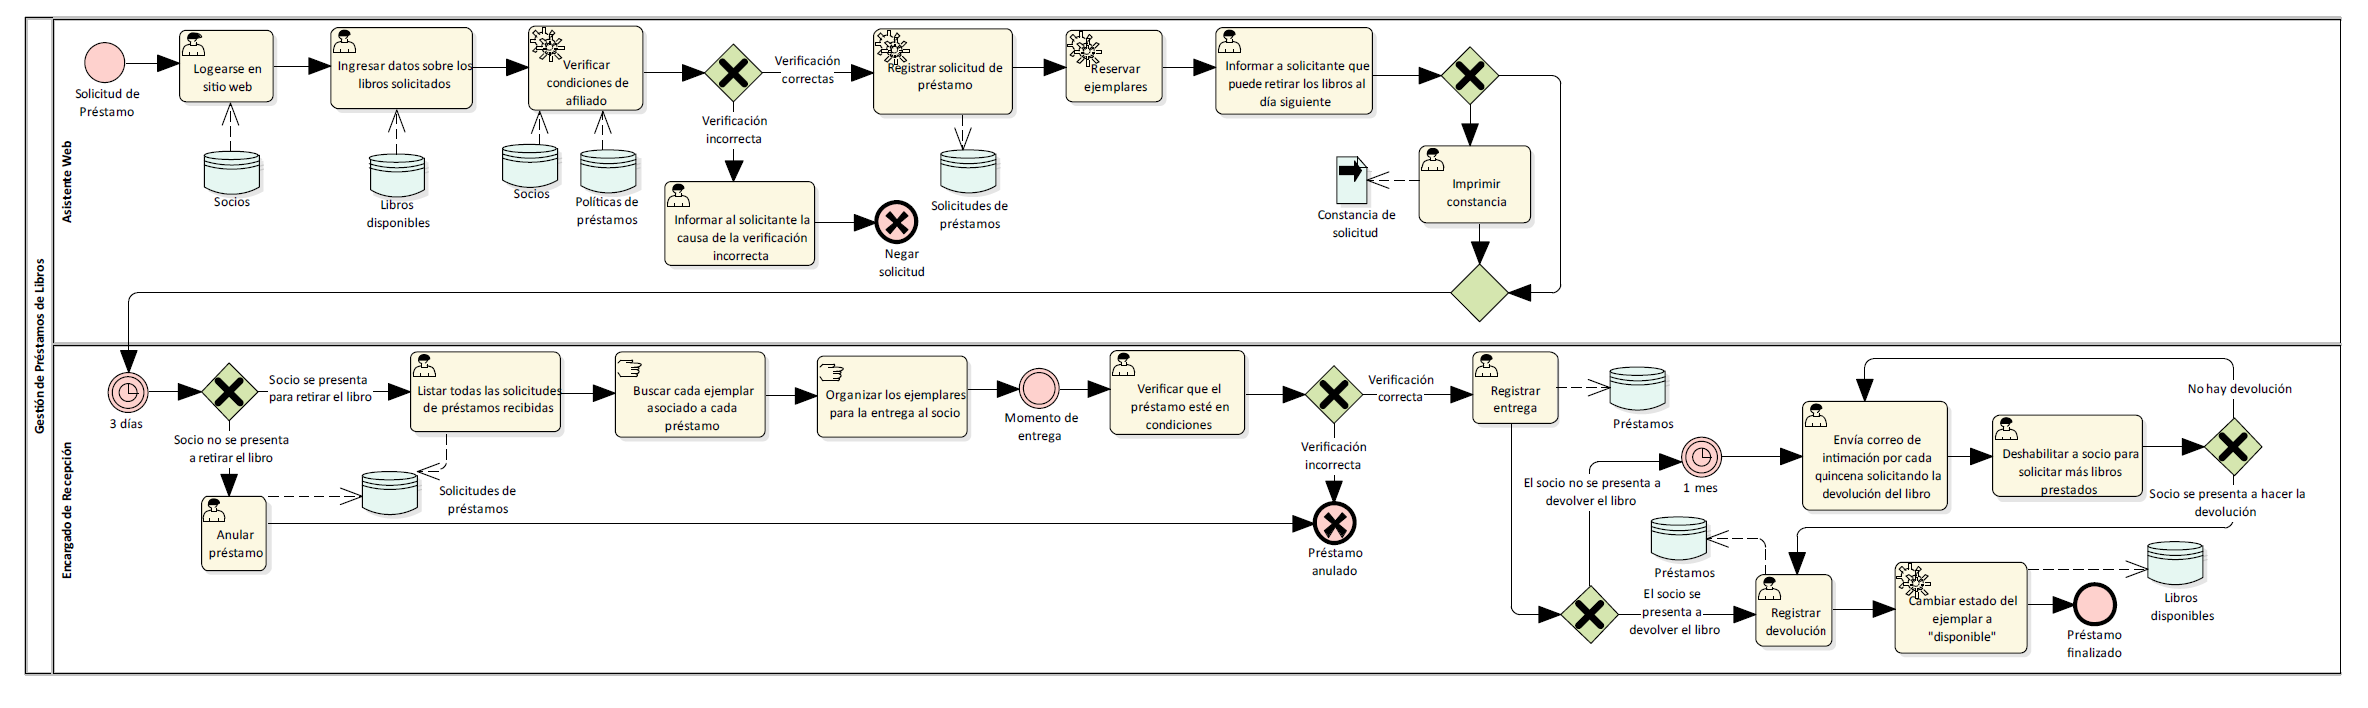 Gestión de Préstamos de Libros
Asistente Web
Solicitud de
Préstamo
Logearse en
sitio web
Socios
Ingresar datos sobre los
libros solicitados
Libros
disponibles
Verificar
condiciones de
afiliado
Socios
Políticas de
préstamos
Verificación
correctas
Verificación
incorrecta
Informar al solicitante la
causa de la verificación
incorrecta
Negar
solicitud
Registrar solicitud de
préstamo
Solicitudes de
préstamos
Reservar
ejemplares
Informar a solicitante que
puede retirar los libros al
día siguiente
Imprimir
constancia
Constancia de
solicitud
Encargado de Recepción
3 días
Socio se presenta
para retirar el libro
Socio no se presenta
a retirar el libro
Anular
préstamo
Listar todas las solicitudes
de préstamos recibidas
Solicitudes de
préstamos
Buscar cada ejemplar
asociado a cada
préstamo
Organizar los ejemplares
para la entrega al socio
Momento de
entrega
Verificar que el
préstamo esté en
condiciones
Verificación
correcta
Verificación
incorrecta
Préstamo
anulado
Registrar
entrega
Préstamos
El socio no se presenta a
devolver el libro
1 mes
Envía correo de
intimación por cada
quincena solicitando la
devolución del libro
Deshabilitar a socio para
solicitar más libros
prestados
No hay devolución
Socio se presenta a hacer la
devolución
Préstamos
El socio se
presenta a
devolver el libro
Registrar
devolución
Cambiar estado del
ejemplar a
"disponible"
Libros
disponibles
Préstamo
finalizado